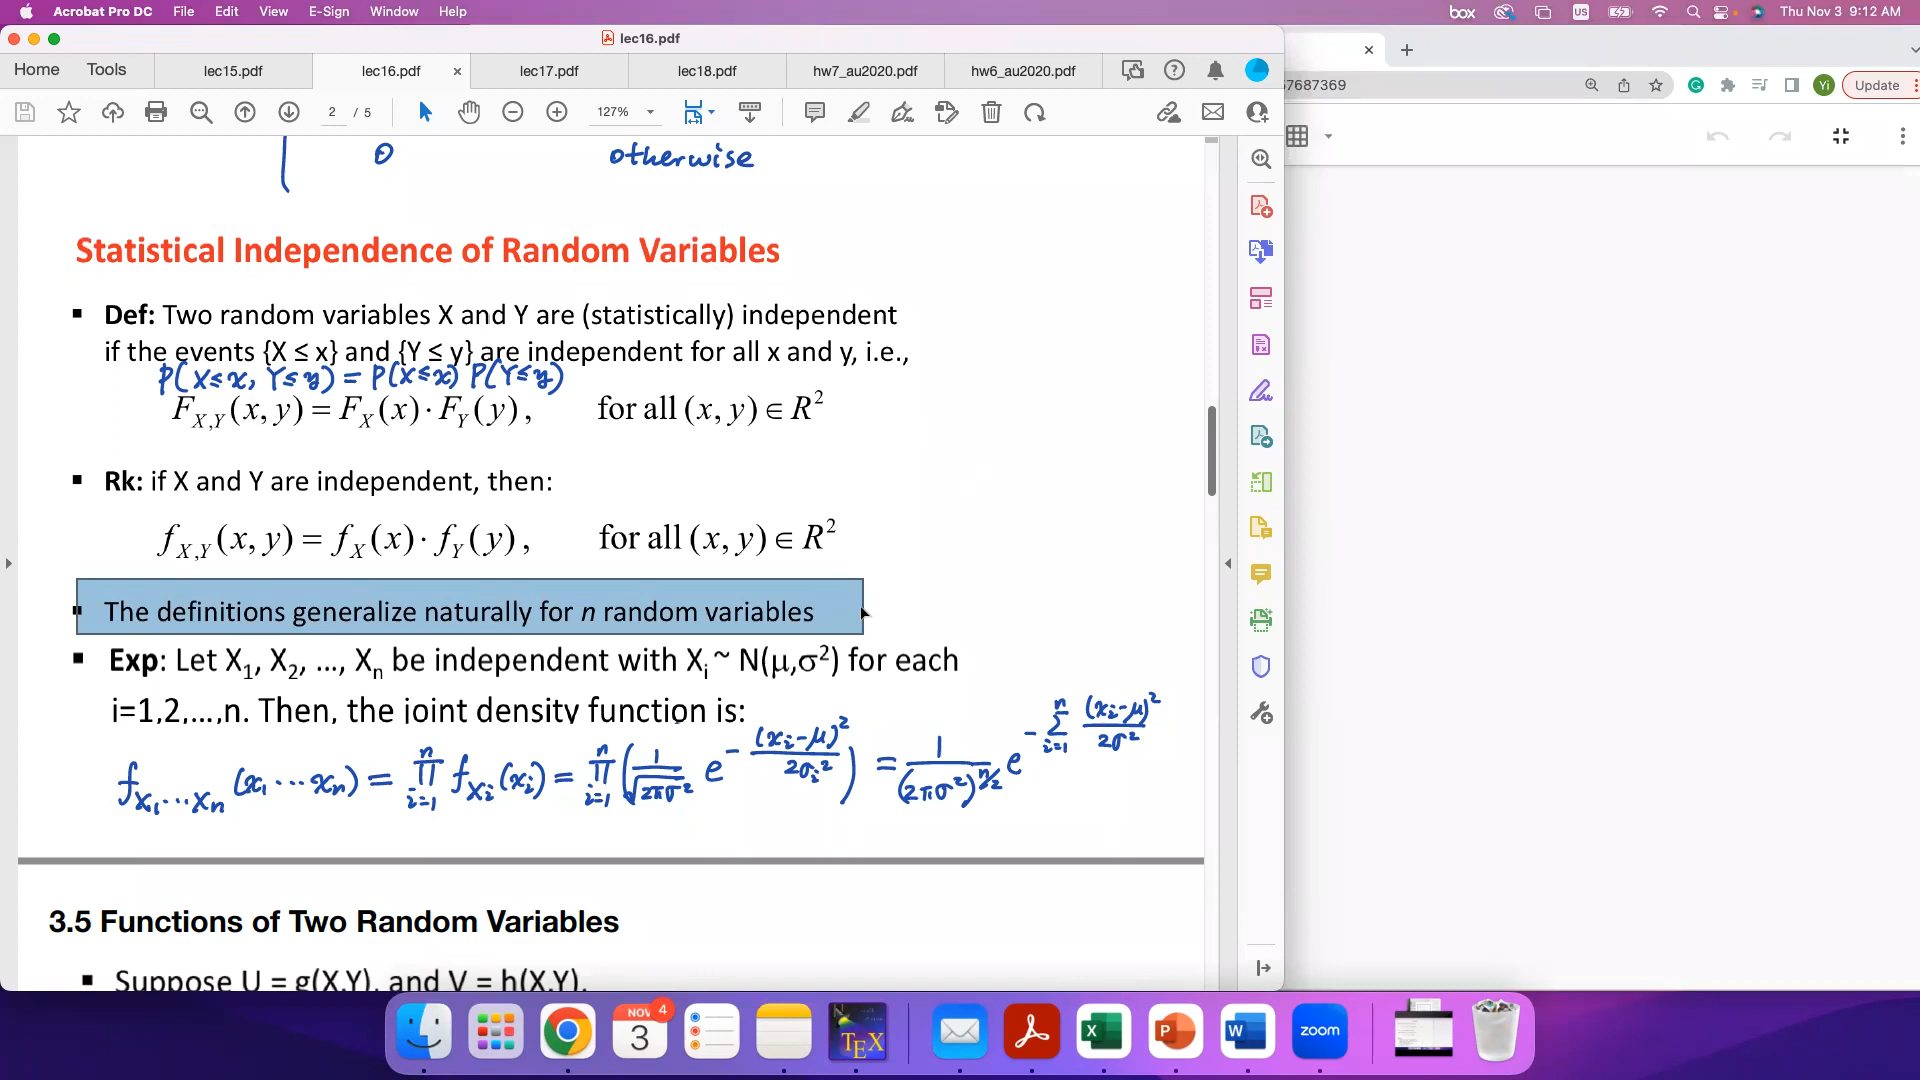 Acrobat Pro DC File Edit View E-Sign Window Help box US Thu Nov 3 9:12 AM
lec16.pdf
Home Tools lec15.pdf lec16.pdf lec17.pdf lec18.pdf hw7_au2020.pdf hw6_au2020.pdf
57687369 Yi Update
2 / 5 127%
0 otherwise
Statistical Independence of Random Variables
▪ Def: Two random variables X and Y are (statistically) independent
if the events {X ≤ x} and {Y ≤ y} are independent for all x and y, i.e.,
P(X≤x, Y≤y) = P(X≤x) P(Y≤y)
F_{X,Y}(x, y) = F_X(x) · F_Y(y), for all (x, y) ∈ R²
▪ Rk: if X and Y are independent, then:
f_{X,Y}(x, y) = f_X(x) · f_Y(y), for all (x, y) ∈ R²
▪ The definitions generalize naturally for n random variables
▪ Exp: Let X₁, X₂, …, Xₙ be independent with Xᵢ ~ N(μ,σ²) for each
i=1,2,…,n. Then, the joint density function is:
f_{X₁⋯Xₙ}(x₁⋯xₙ) = ∏_{i=1}^{n} f_{Xᵢ}(xᵢ) = ∏_{i=1}^{n} (1/√(2πσ²) e^{-(xᵢ-μ)²/2σᵢ²}) = 1/(2πσ²)^{n/2} e^{-∑_{i=1}^{n} (xᵢ-μ)²/2σ²}
3.5 Functions of Two Random Variables
▪ Suppose U = g(X,Y), and V = h(X,Y).
NOV 3 4 TEX X P W zoom